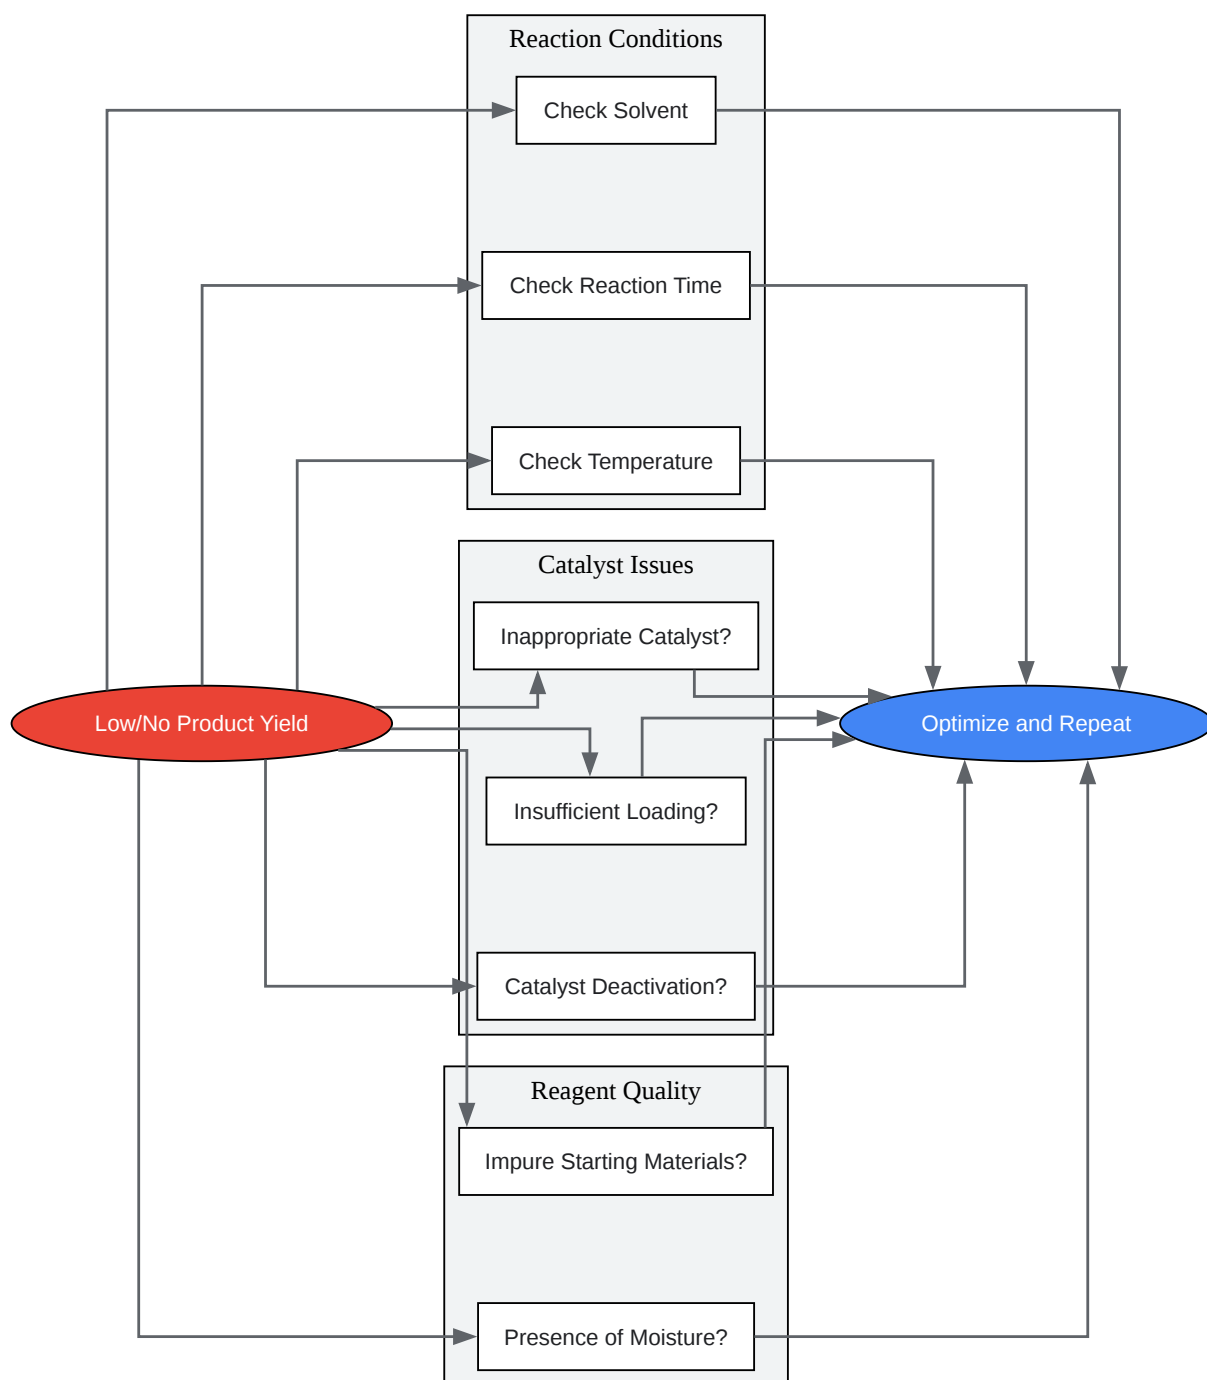 Reaction Conditions
Check Solvent
Check Reaction Time
Check Temperature
Catalyst Issues
Inappropriate Catalyst?
Low/No Product Yield
Optimize and Repeat
Insufficient Loading?
Catalyst Deactivation?
Reagent Quality
Impure Starting Materials?
Presence of Moisture?